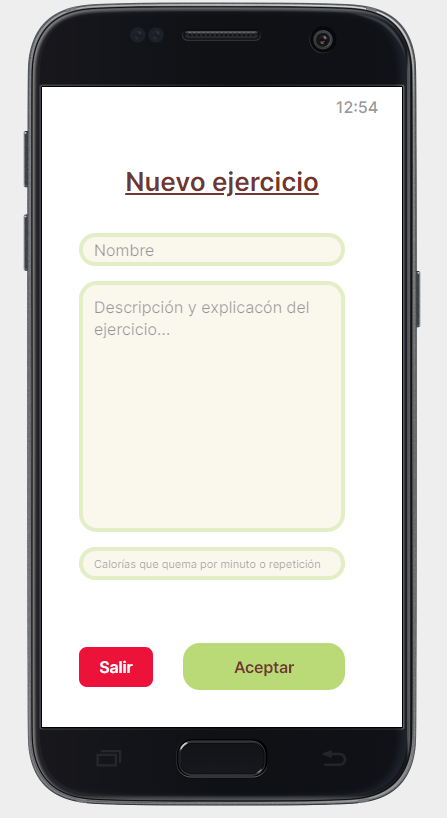 12:54
Nuevo ejercicio
Nombre
Descripción y explicacón del
ejercicio...
Calorías que quema por minuto o repetición
Salir
Aceptar